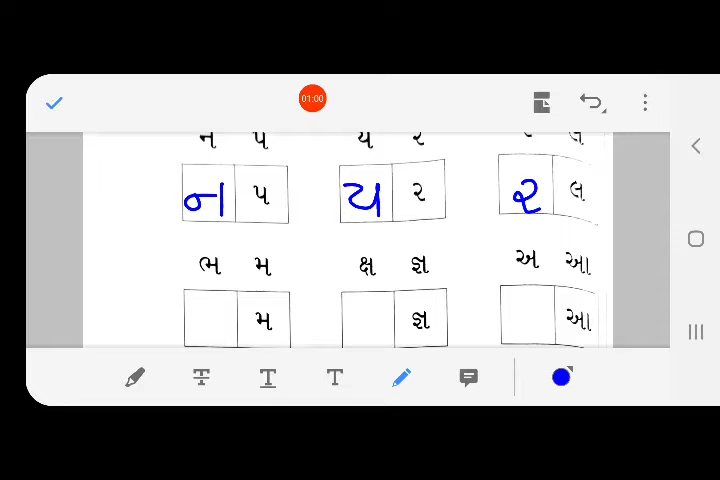 01:00
ન પ ય ર લ
ન પ ય ર ર લ
ભ મ ક્ષ જ્ઞ અ આ
મ જ્ઞ આ
T T T